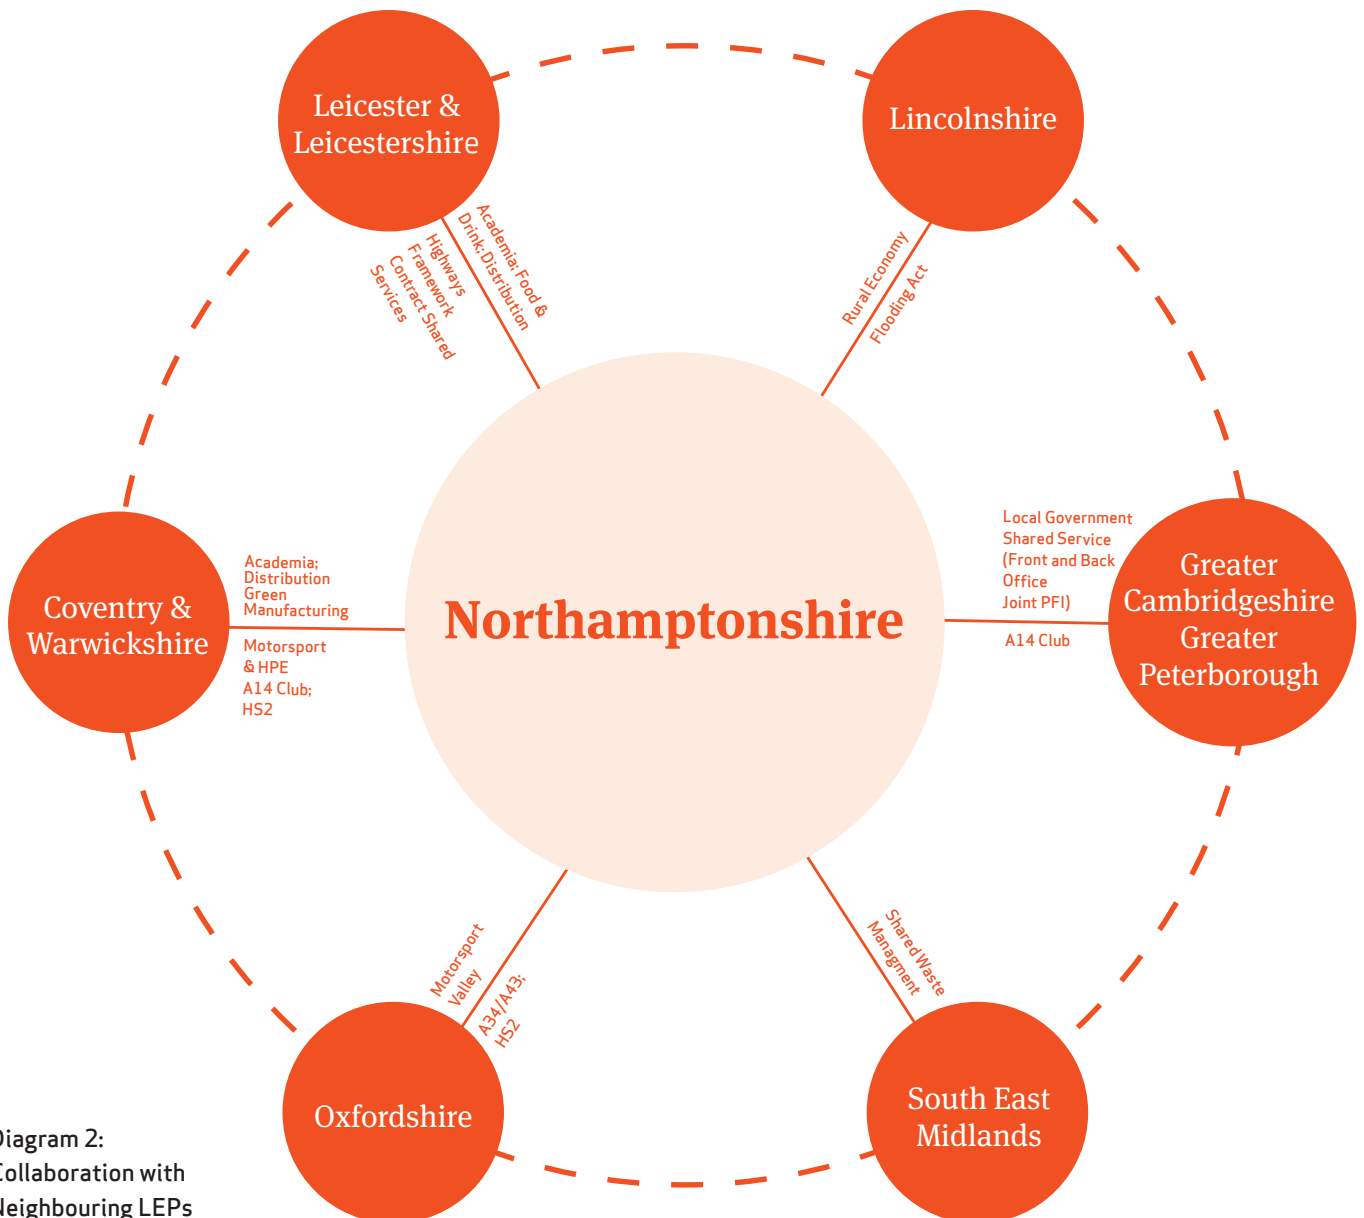 Leicester &
Leicestershire
Lincolnshire
Academia; Food &
Drink; Distribution
Highways
Framework
Contract Shared
Services
Rural Economy
Flooding Act
Coventry &
Warwickshire
Academia;
Distribution
Green
Manufacturing
Motorsport
& HPE
A14 Club;
HS2
Northamptonshire
Local Government
Shared Service
(Front and Back
Office
Joint PFI)
A14 Club
Greater
Cambridgeshire
Greater
Peterborough
Motorsport
Valley
A34/A43;
HS2
Shared Waste
Managment
Oxfordshire
South East
Midlands
Diagram 2:
Collaboration with
Neighbouring LEPs